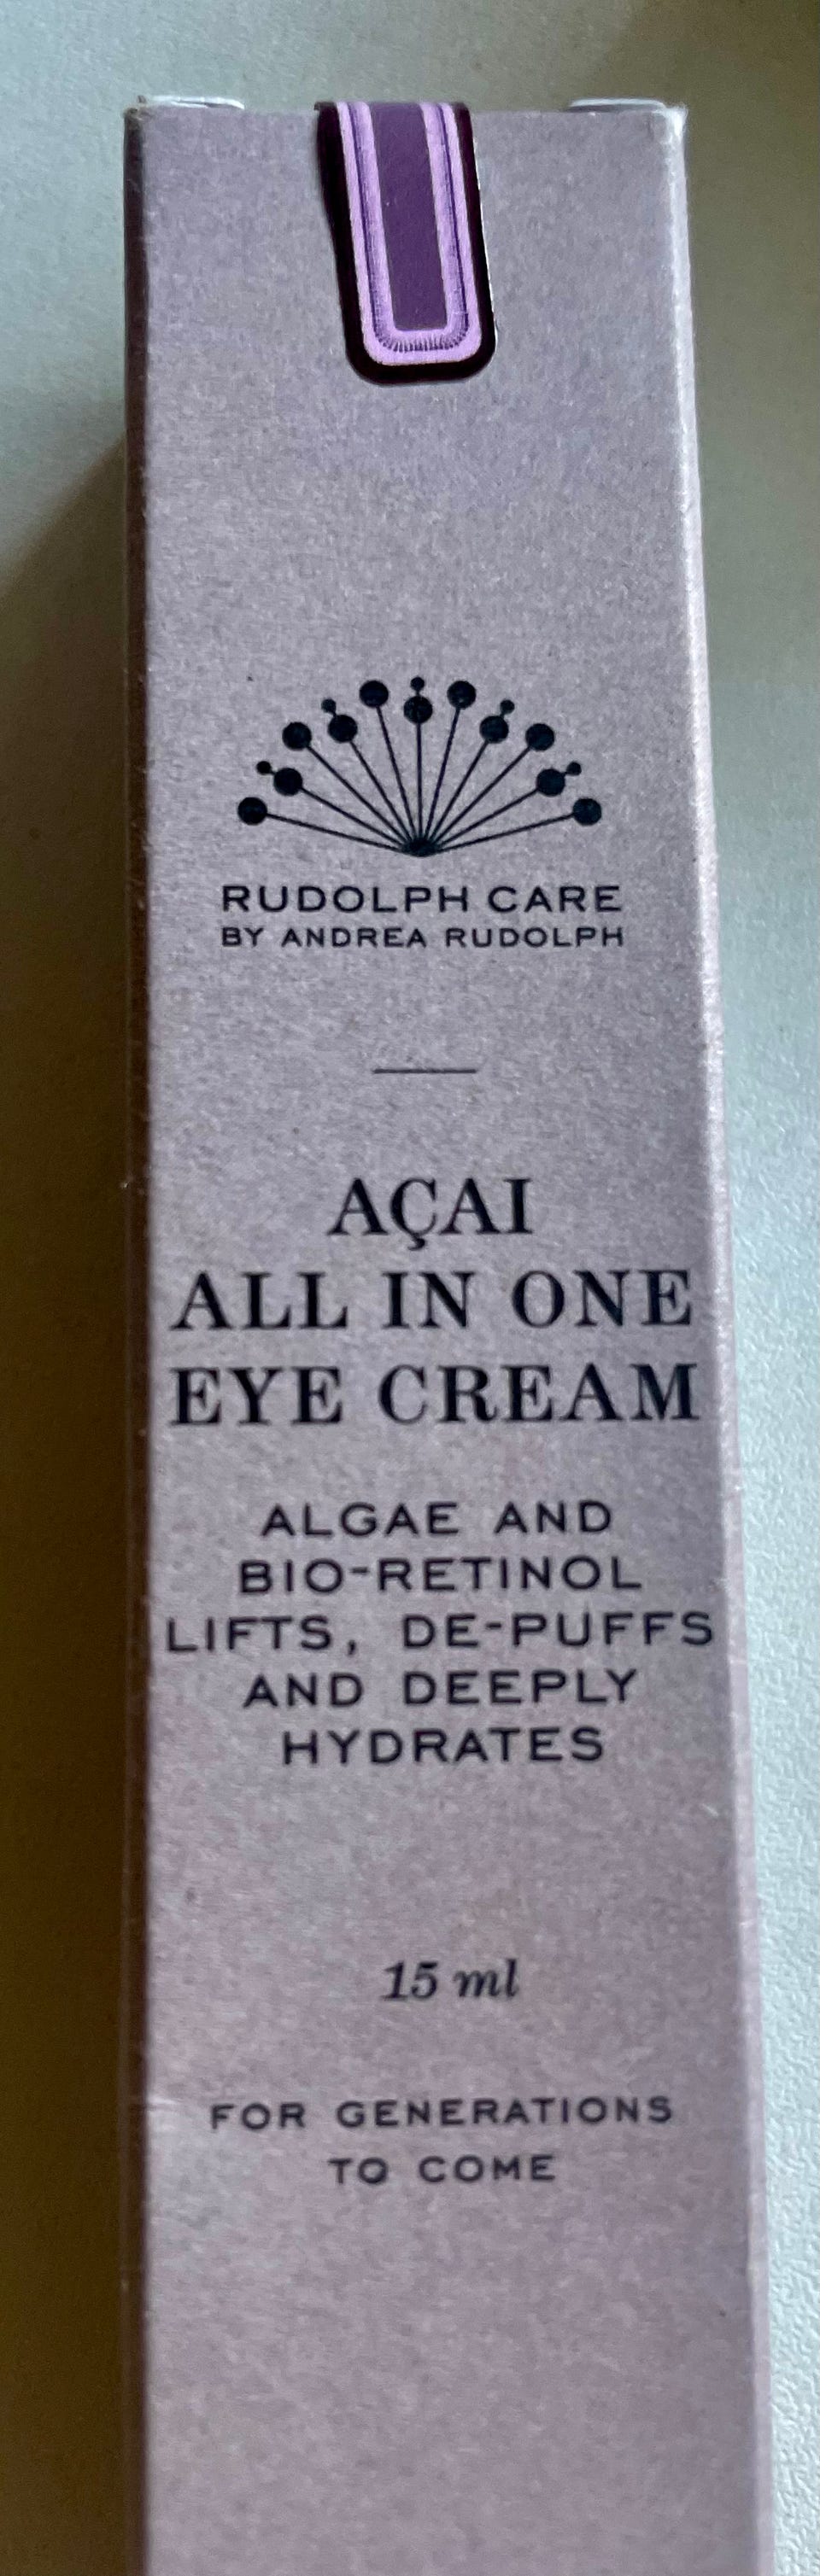 RUDOLPH CARE
BY ANDREA RUDOLPH
AÇAI
ALL IN ONE
EYE CREAM
ALGAE AND
BIO-RETINOL
LIFTS, DE-PUFFS
AND DEEPLY
HYDRATES
15 ml
FOR GENERATIONS
TO COME